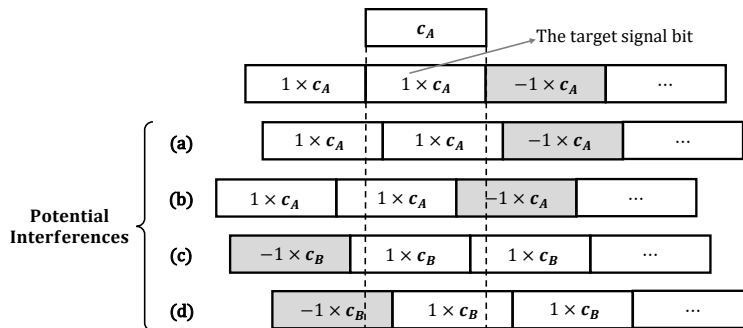 c_A
The target signal bit
1 × c_A 1 × c_A −1 × c_A ⋯
(a) 1 × c_A 1 × c_A −1 × c_A ⋯
(b) 1 × c_A 1 × c_A −1 × c_A ⋯
Potential
Interferences
(c) −1 × c_B 1 × c_B 1 × c_B ⋯
(d) −1 × c_B 1 × c_B 1 × c_B ⋯